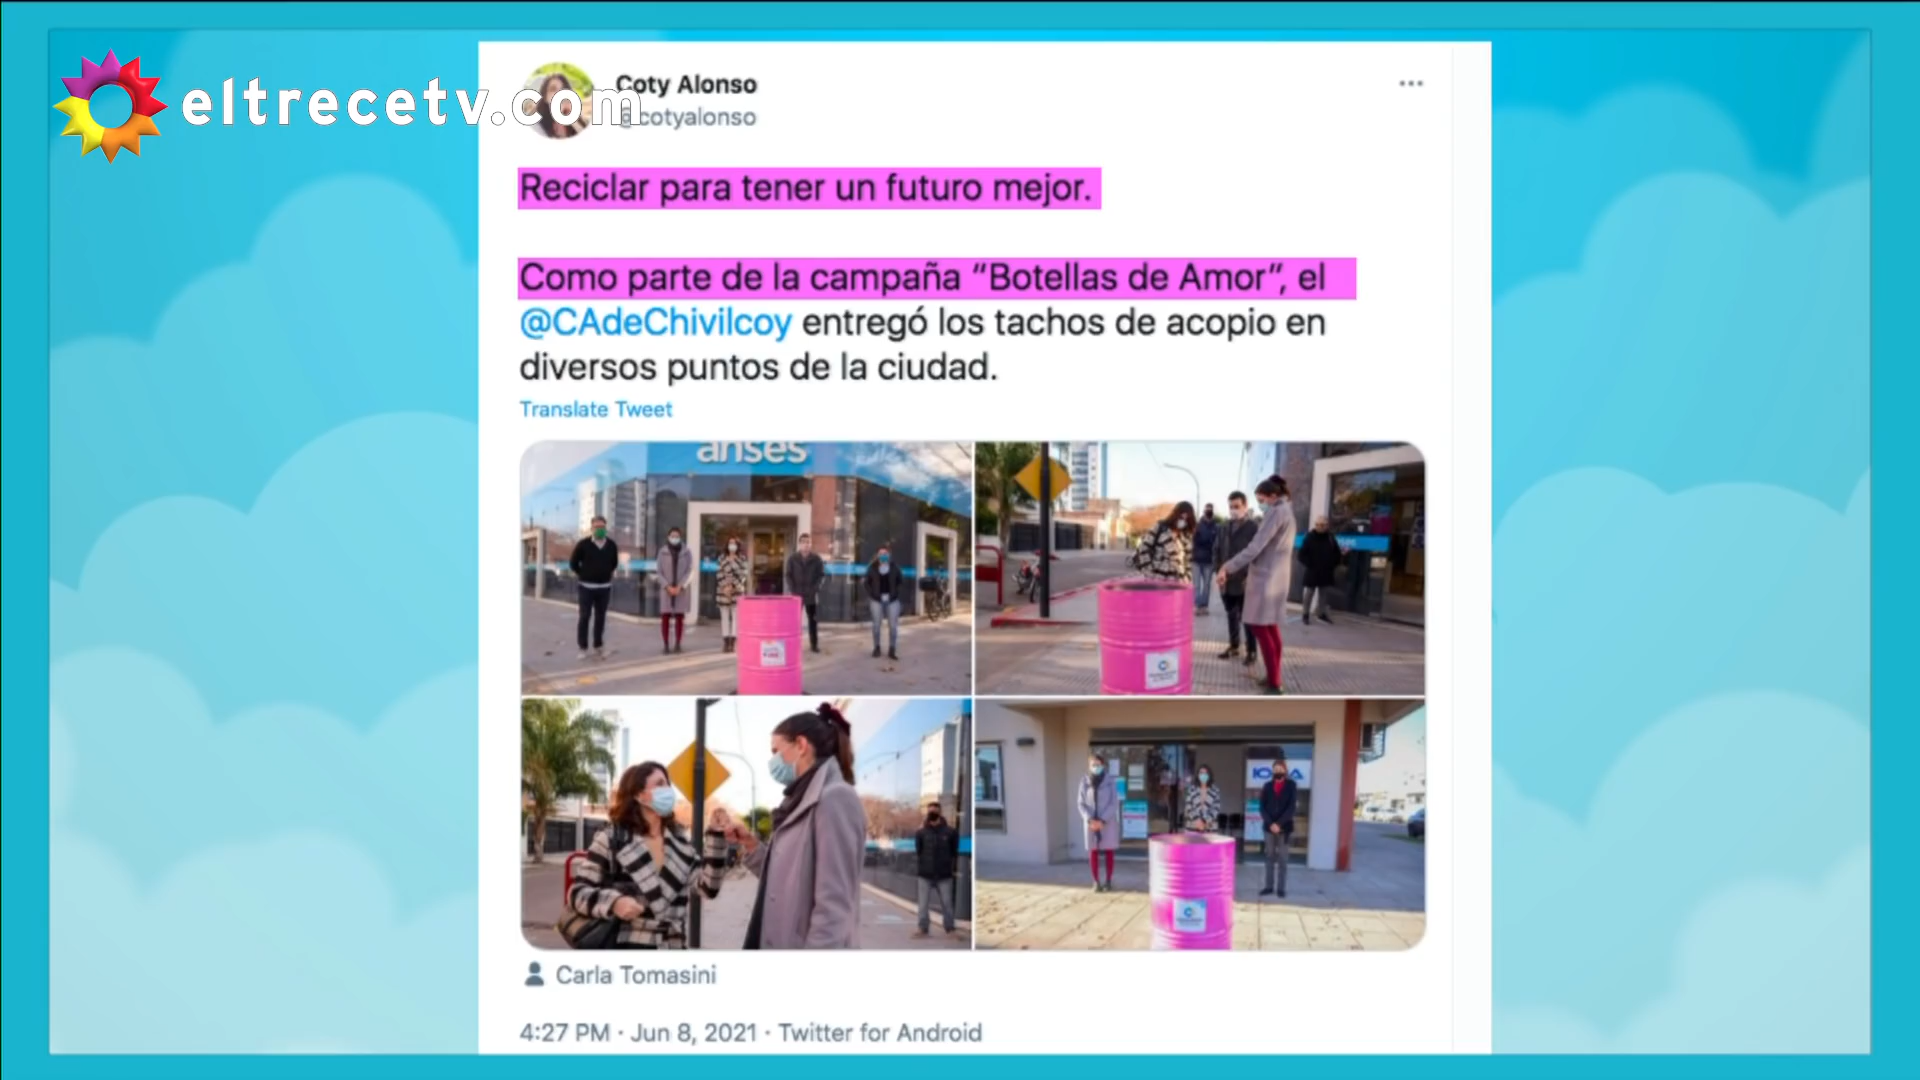 eltrecetv.com
Coty Alonso
@cotyalonso
Reciclar para tener un futuro mejor.
Como parte de la campaña “Botellas de Amor”, el
@CAdeChivilcoy entregó los tachos de acopio en
diversos puntos de la ciudad.
Translate Tweet
anses
IOMA
Carla Tomasini
4:27 PM · Jun 8, 2021 · Twitter for Android